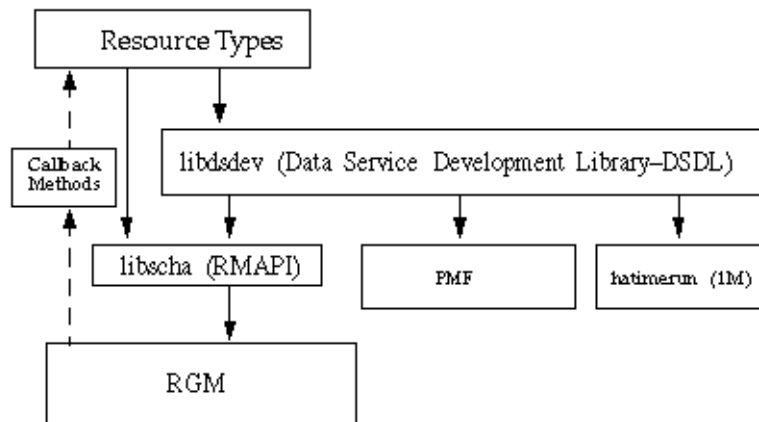 Resource Types
libdsdev (Data Service Development Library–DSDL)
Callback
Methods
libscha (RMAPI)
PMF
hatimerun (1M)
RGM